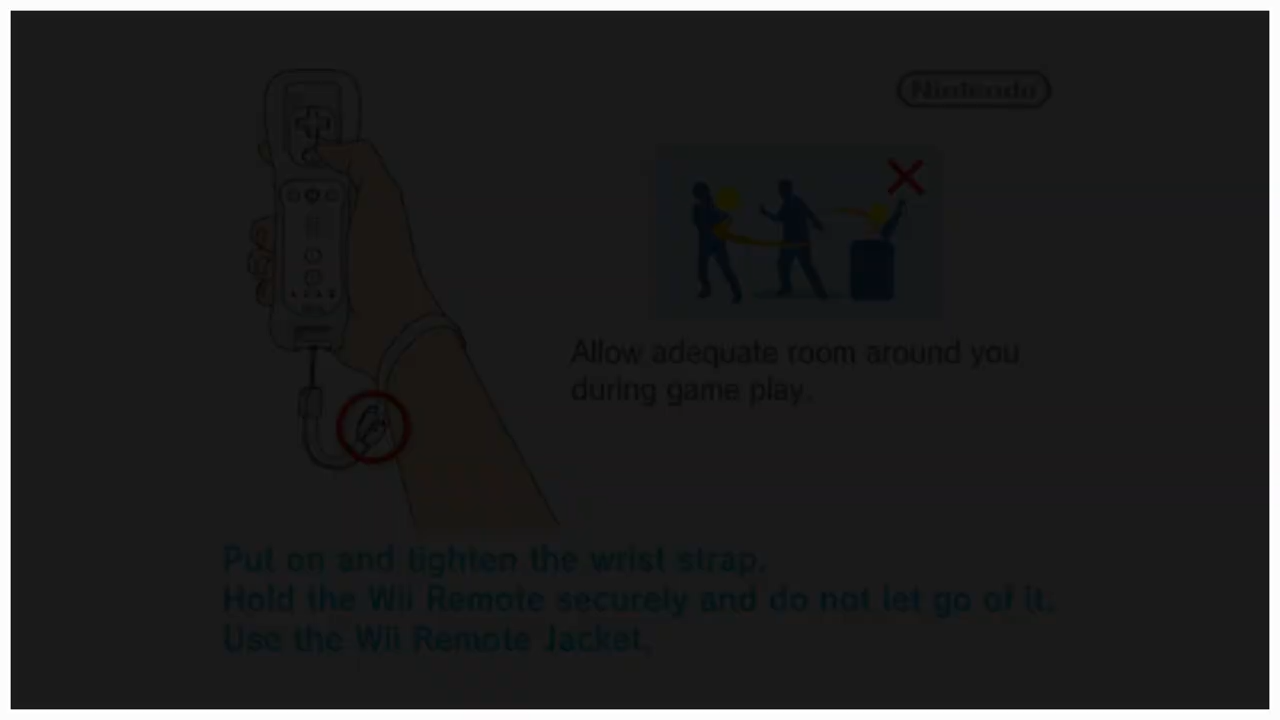 Nintendo
Allow adequate room around you
during game play.
Put on and tighten the wrist strap.
Hold the Wii Remote securely and do not let go of it.
Use the Wii Remote Jacket.